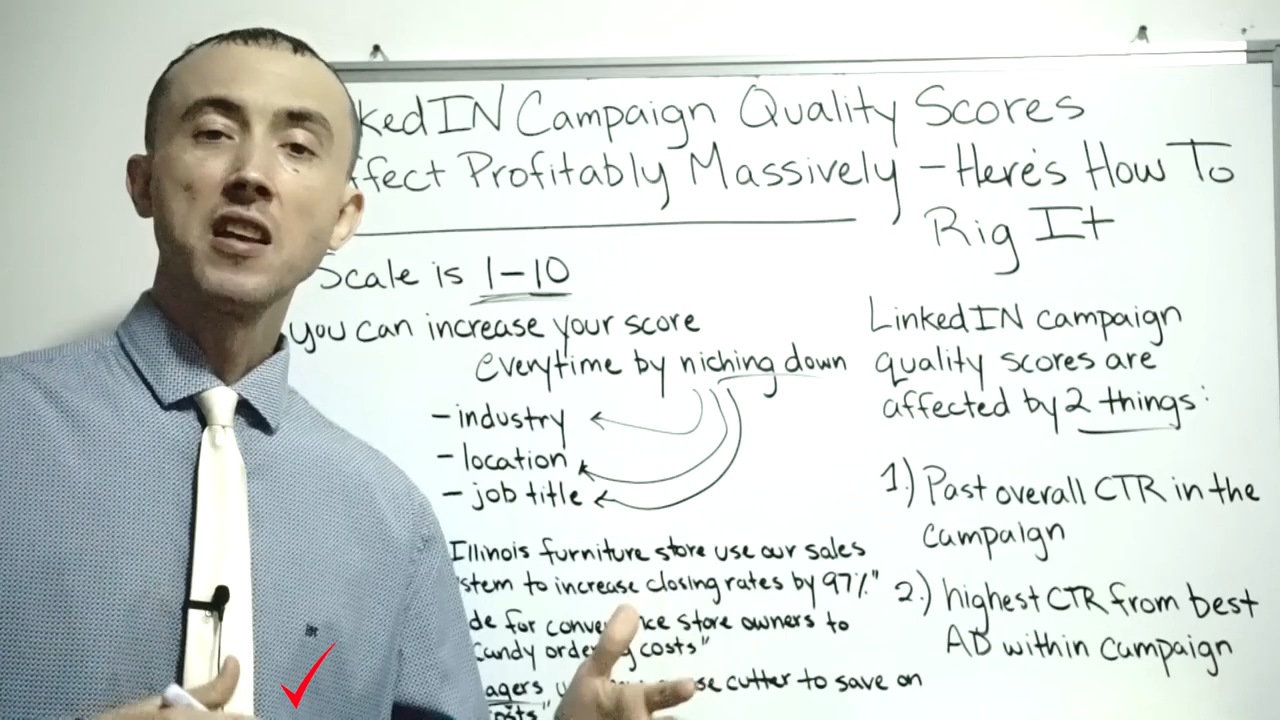 kedIN Campaign Quality Scores
ffect Profitably Massively - Here's How To
Rig It
Scale is 1-10
you can increase your score
everytime by niching down
- industry
- location
- job title
Illinois furniture store use our sales
stem to increase closing rates by 97%"
de for convenience store owners to
candy ordering costs"
agers
se cutter to save on
costs"
LinkedIN campaign
quality scores are
affected by 2 things:
1.) Past overall CTR in the
campaign
2.) highest CTR from best
AD within campaign